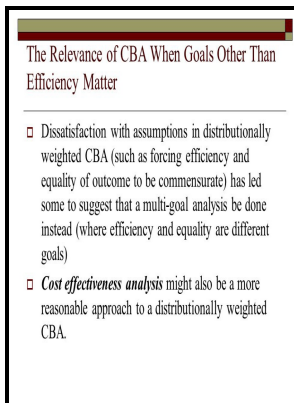 The Relevance of CBA When Goals Other Than
Efficiency Matter
Dissatisfaction with assumptions in distributionally
weighted CBA (such as forcing efficiency and
equality of outcome to be commensurate) has led
some to suggest that a multi-goal analysis be done
instead (where efficiency and equality are different
goals)
Cost effectiveness analysis might also be a more
reasonable approach to a distributionally weighted
CBA.